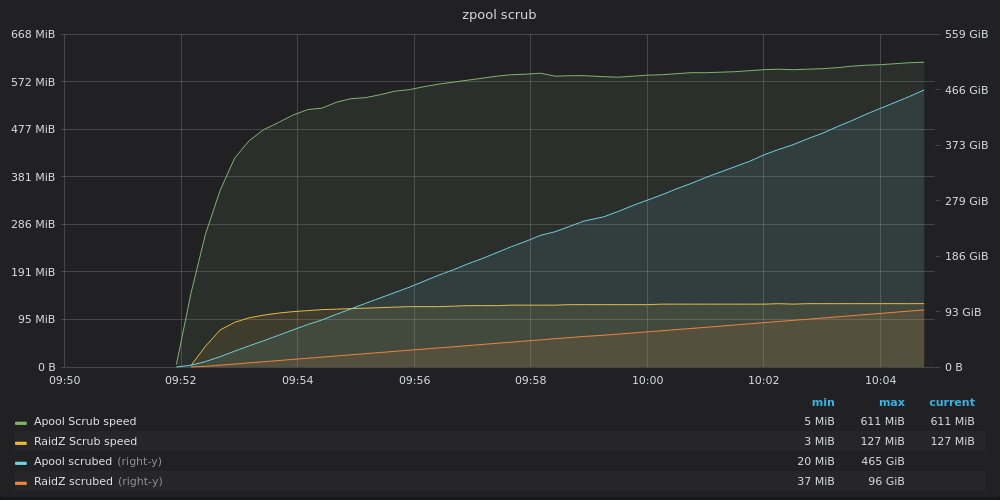 zpool scrub
668 MiB 559 GiB
572 MiB 466 GiB
477 MiB 373 GiB
381 MiB 279 GiB
286 MiB 186 GiB
191 MiB 93 GiB
95 MiB
0 B 0 B
09:50 09:52 09:54 09:56 09:58 10:00 10:02 10:04
min max current
Apool Scrub speed 5 MiB 611 MiB 611 MiB
RaidZ Scrub speed 3 MiB 127 MiB 127 MiB
Apool scrubed (right-y) 20 MiB 465 GiB
RaidZ scrubed (right-y) 37 MiB 96 GiB